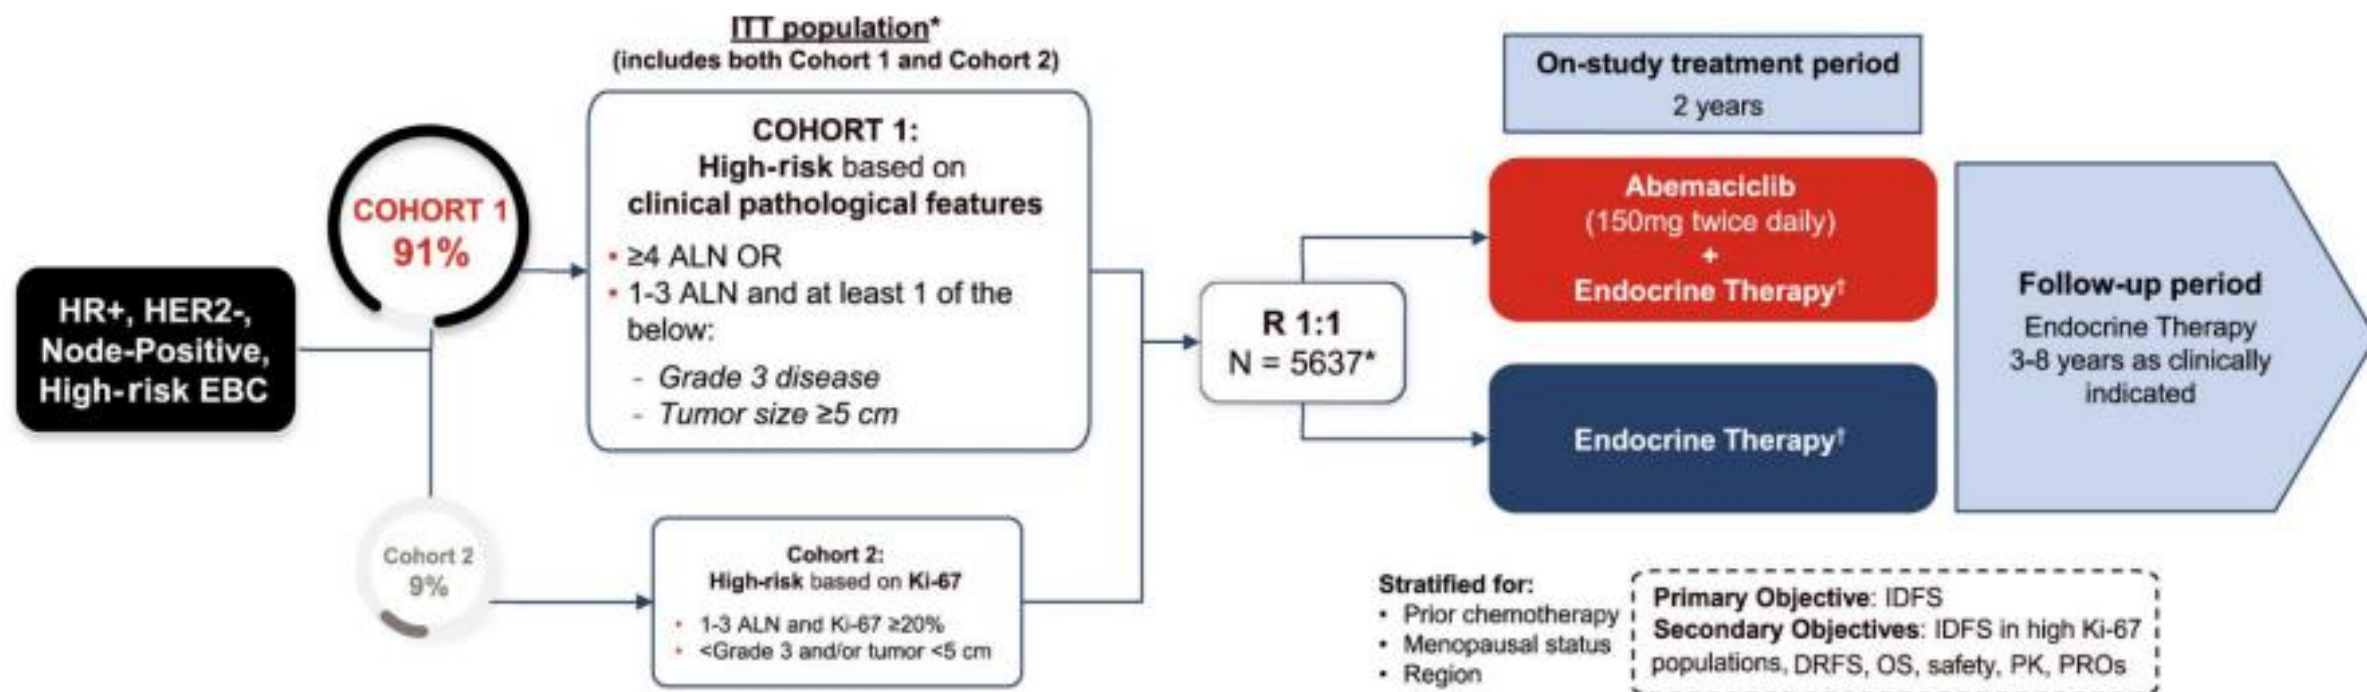 ITT population*
(includes both Cohort 1 and Cohort 2)
HR+, HER2-,
Node-Positive,
High-risk EBC
COHORT 1
91%
Cohort 2
9%
COHORT 1:
High-risk based on
clinical pathological features
• ≥4 ALN OR
• 1-3 ALN and at least 1 of the
below:
- Grade 3 disease
- Tumor size ≥5 cm
Cohort 2:
High-risk based on Ki-67
• 1-3 ALN and Ki-67 ≥20%
• <Grade 3 and/or tumor <5 cm
R 1:1
N = 5637*
On-study treatment period
2 years
Abemaciclib
(150mg twice daily)
+
Endocrine Therapy†
Endocrine Therapy†
Follow-up period
Endocrine Therapy
3-8 years as clinically
indicated
Stratified for:
• Prior chemotherapy
• Menopausal status
• Region
Primary Objective: IDFS
Secondary Objectives: IDFS in high Ki-67
populations, DRFS, OS, safety, PK, PROs